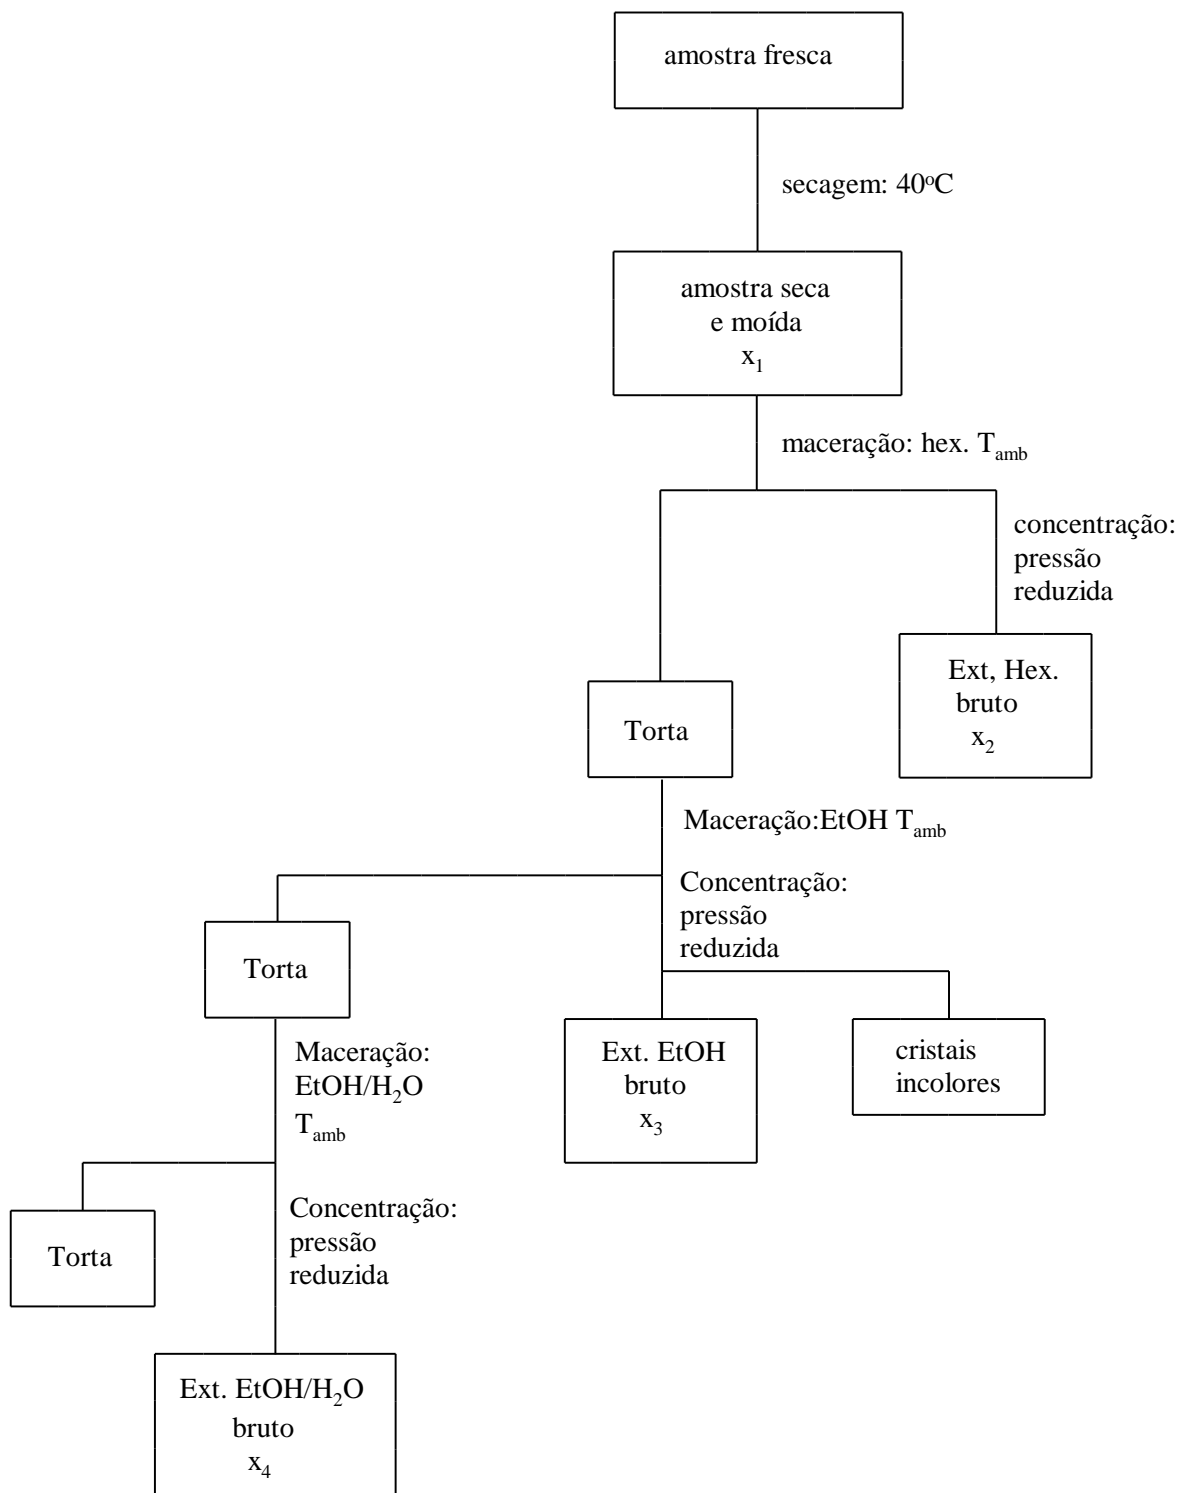 amostra fresca
secagem: 40ºC
amostra seca
e moída
x₁
maceração: hex. Tₐₘb
concentração:
pressão
reduzida
Ext, Hex.
bruto
x₂
Torta
Maceração:EtOH Tₐₘb
Concentração:
pressão
reduzida
Torta
Ext. EtOH
bruto
x₃
cristais
incolores
Maceração:
EtOH/H₂O
Tₐₘb
Concentração:
pressão
reduzida
Torta
Ext. EtOH/H₂O
bruto
x₄